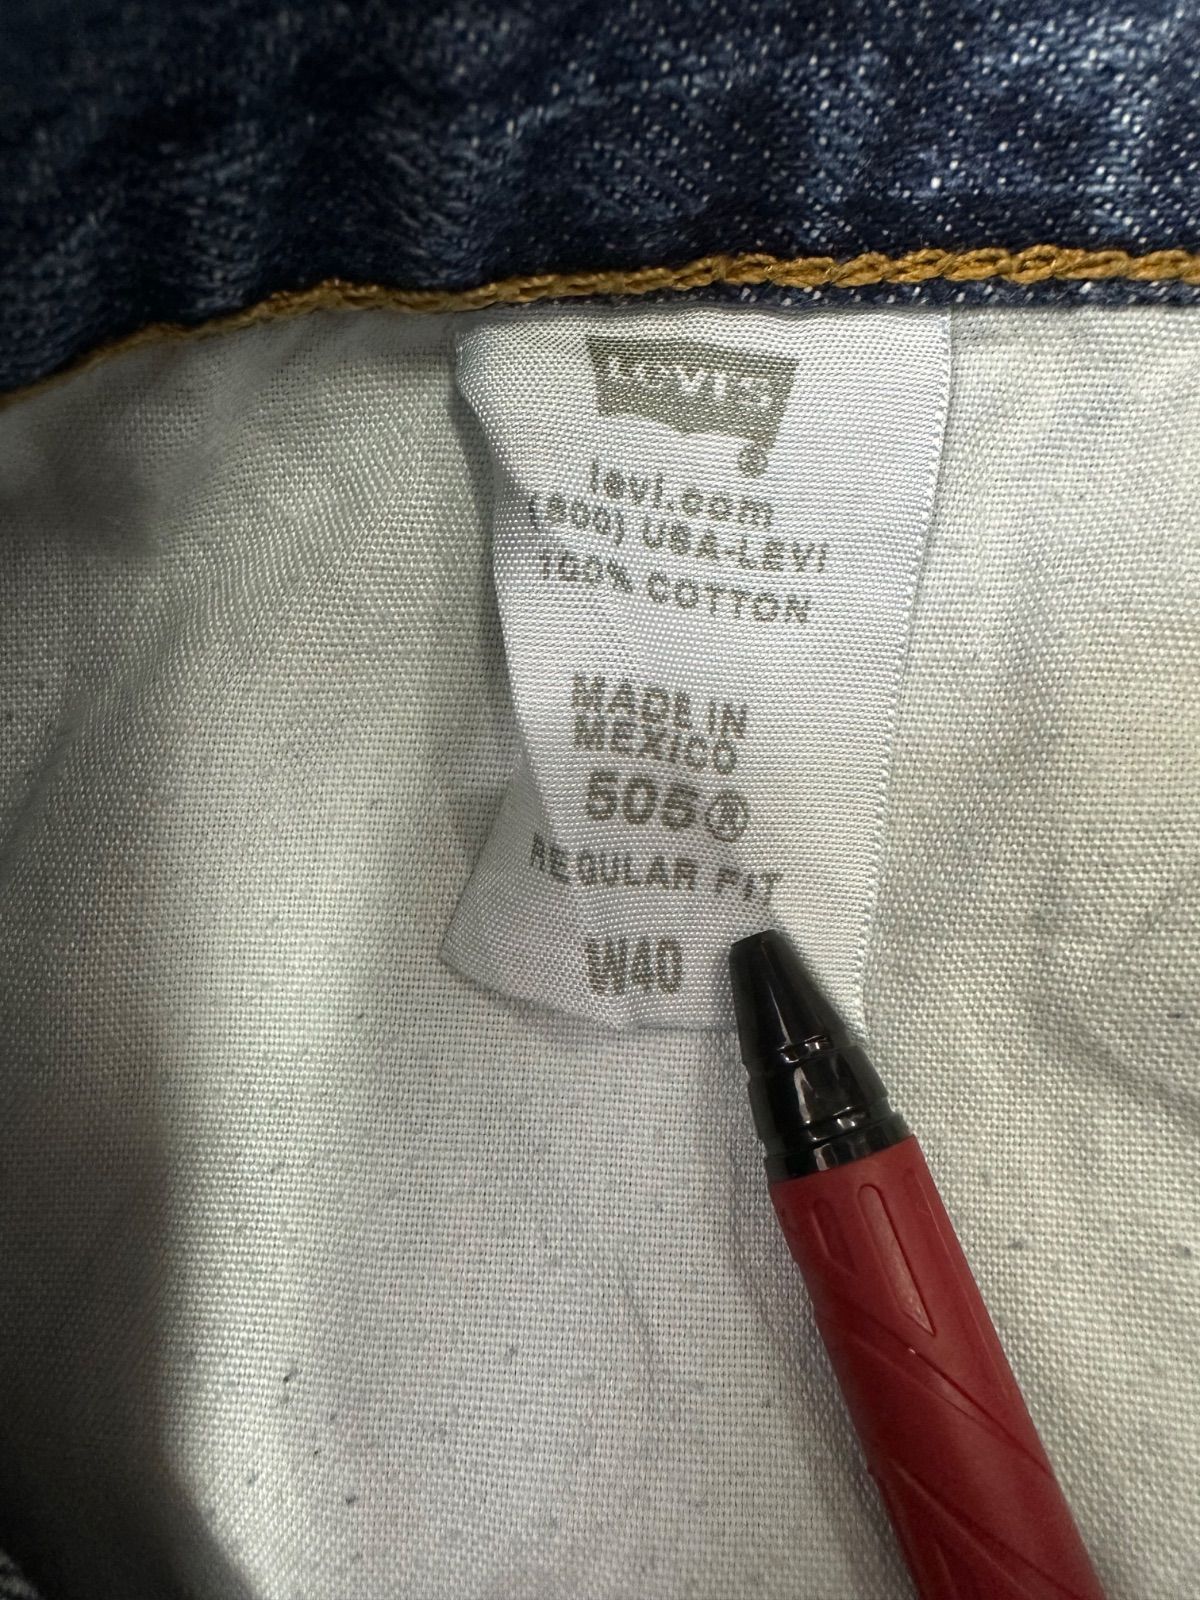 Levi's
levi.com
(800) USA-LEVI
100% COTTON
MADE IN
MEXICO
505®
REGULAR FIT
W40